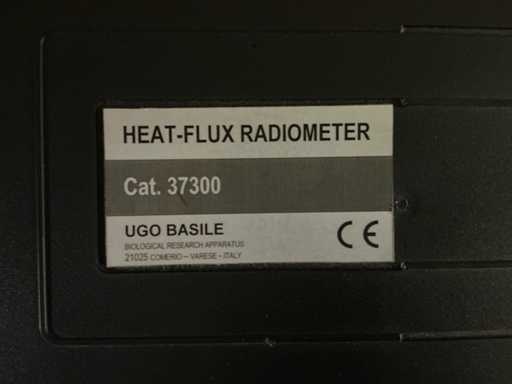 HEAT-FLUX RADIOMETER
Cat. 37300
UGO BASILE
BIOLOGICAL RESEARCH APPARATUS
21025 COMERIO – VARESE - ITALY
CE